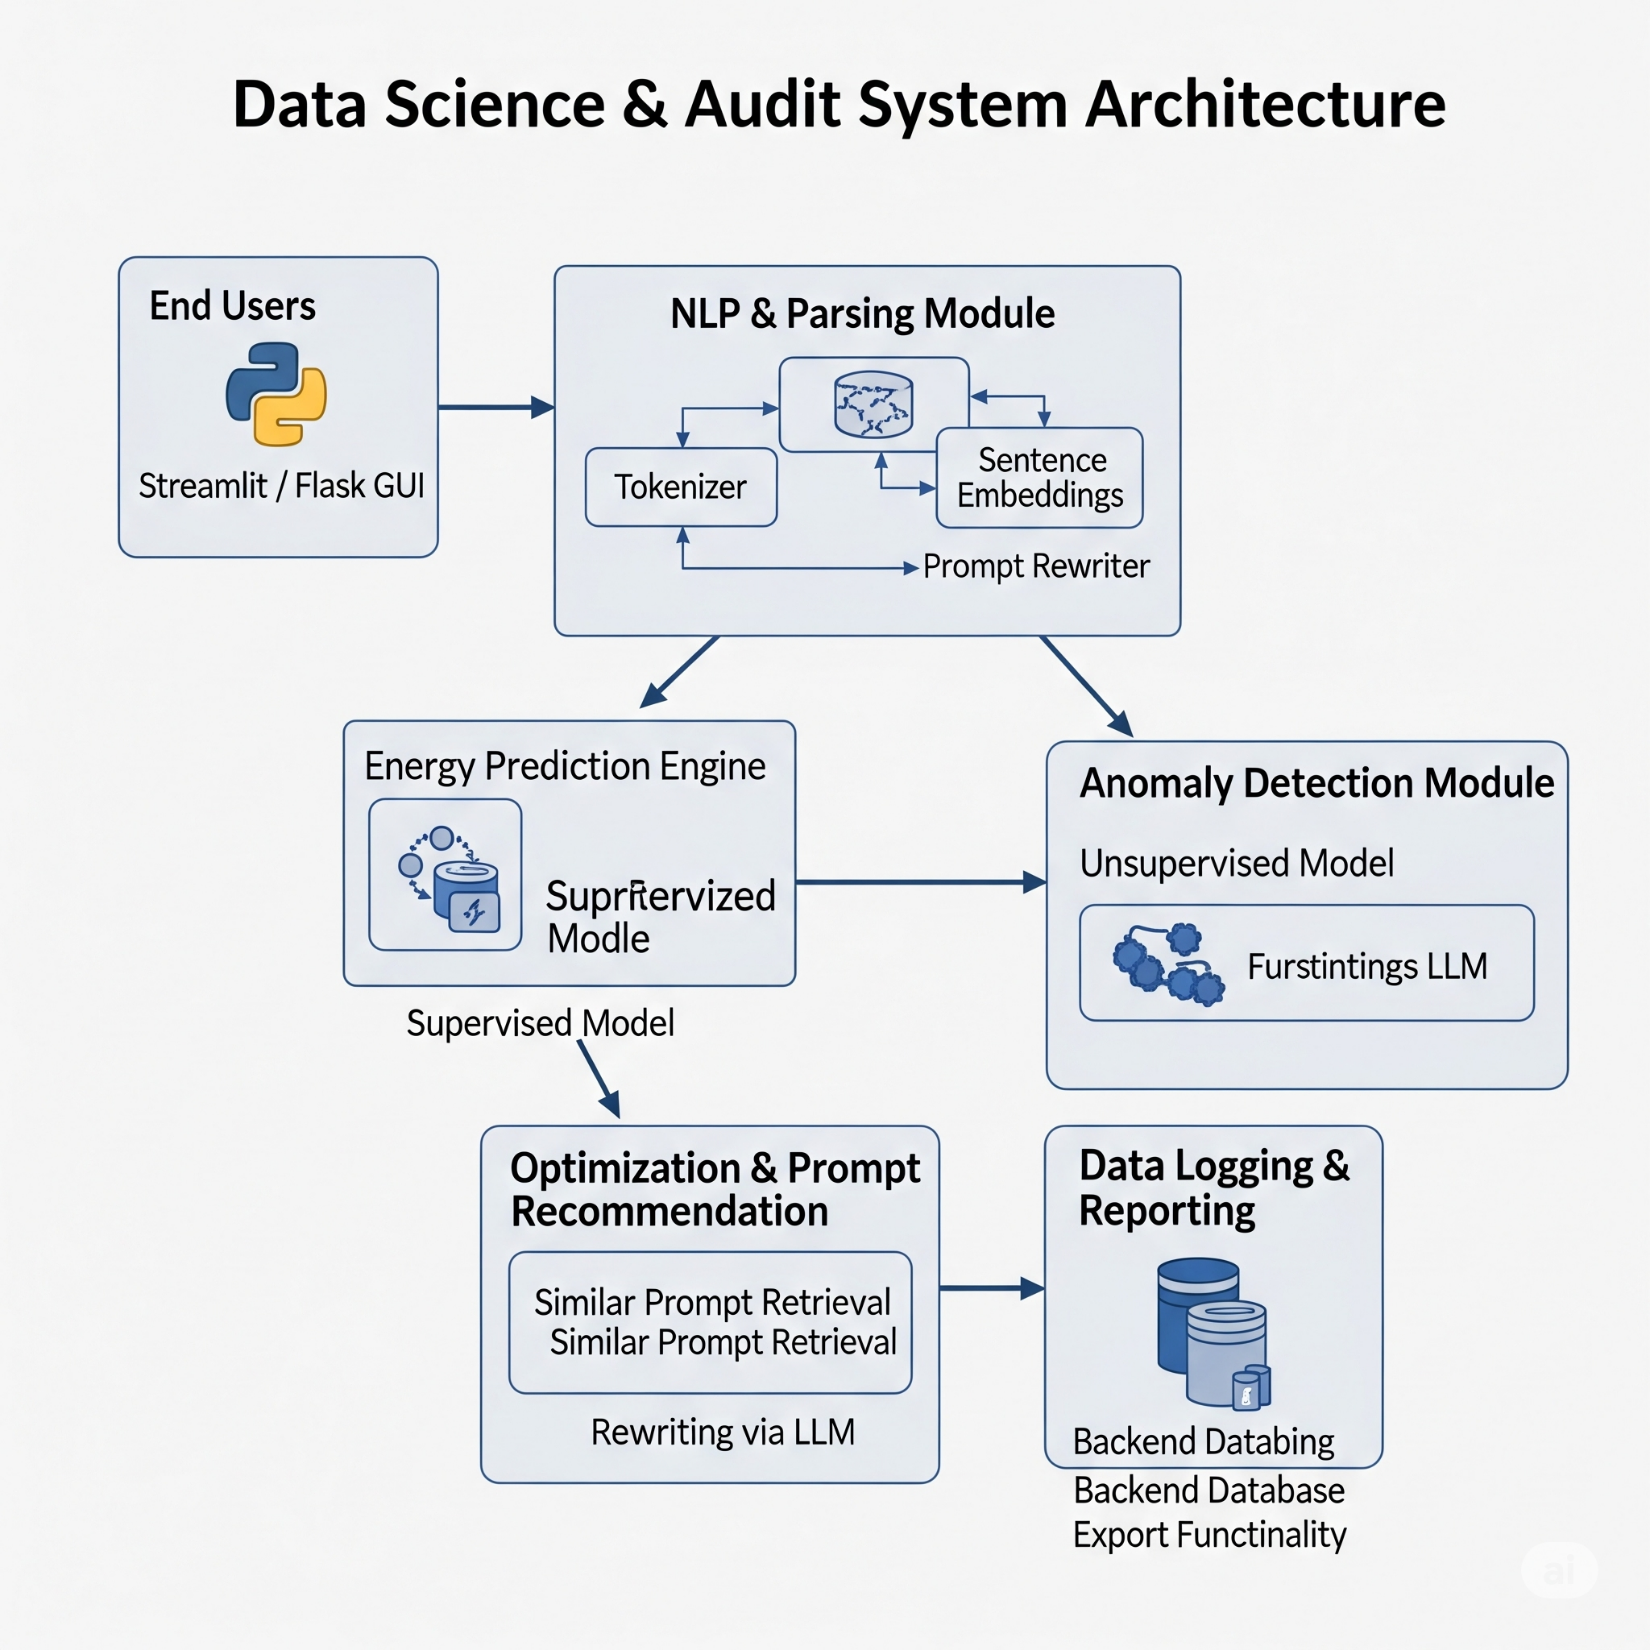 Data Science & Audit System Architecture
End Users
Streamlit / Flask GUI
NLP & Parsing Module
Tokenizer
Sentence
Embeddings
Prompt Rewriter
Energy Prediction Engine
Modle
Supervised Model
Anomaly Detection Module
Unsupervised Model
Furstintings LLM
Optimization & Prompt
Recommendation
Similar Prompt Retrieval
Similar Prompt Retrieval
Rewriting via LLM
Data Logging &
Reporting
Backend Databing
Backend Database
Export Functinality
ai